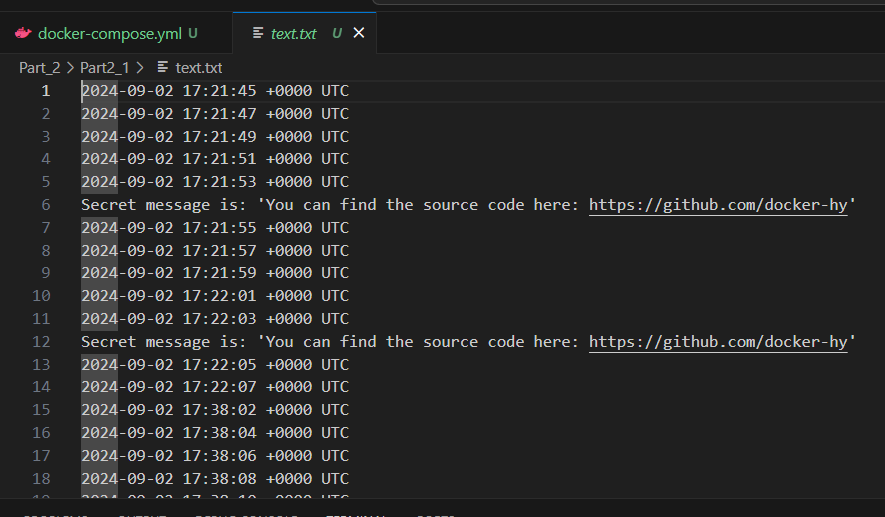 docker-compose.yml U
text.txt U
Part_2 > Part2_1 > text.txt
1 2024-09-02 17:21:45 +0000 UTC
2 2024-09-02 17:21:47 +0000 UTC
3 2024-09-02 17:21:49 +0000 UTC
4 2024-09-02 17:21:51 +0000 UTC
5 2024-09-02 17:21:53 +0000 UTC
6 Secret message is: 'You can find the source code here: https://github.com/docker-hy'
7 2024-09-02 17:21:55 +0000 UTC
8 2024-09-02 17:21:57 +0000 UTC
9 2024-09-02 17:21:59 +0000 UTC
10 2024-09-02 17:22:01 +0000 UTC
11 2024-09-02 17:22:03 +0000 UTC
12 Secret message is: 'You can find the source code here: https://github.com/docker-hy'
13 2024-09-02 17:22:05 +0000 UTC
14 2024-09-02 17:22:07 +0000 UTC
15 2024-09-02 17:38:02 +0000 UTC
16 2024-09-02 17:38:04 +0000 UTC
17 2024-09-02 17:38:06 +0000 UTC
18 2024-09-02 17:38:08 +0000 UTC
19 2024-09-02 17:38:10 +0000 UTC